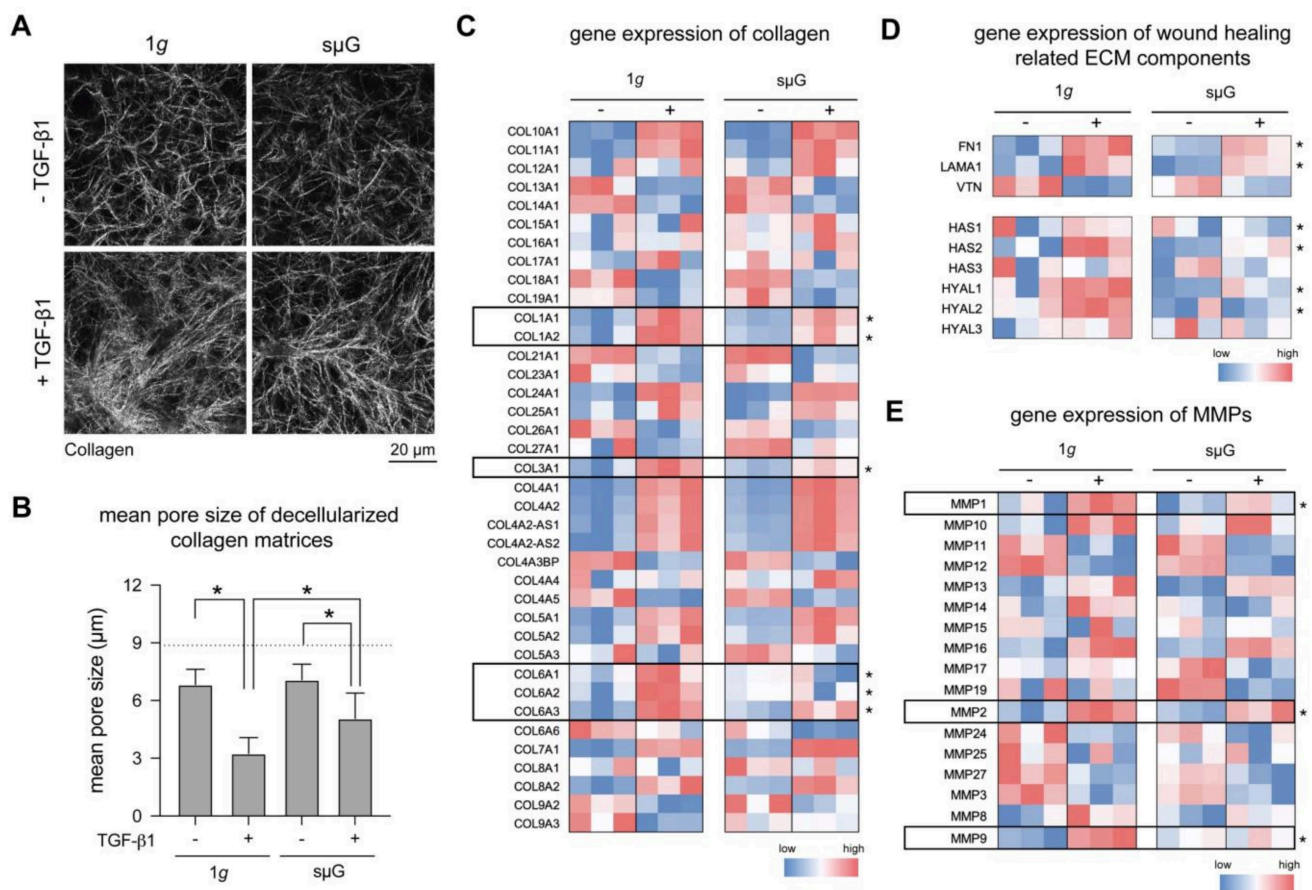 A
1g
sμG
- TGF-β1
+ TGF-β1
Collagen
20 μm
B
mean pore size of decellularized
collagen matrices
mean pore size (μm)
12
9
6
3
0
*
*
*
TGF-β1
-
+
-
+
1g
sμG
C
gene expression of collagen
1g
sμG
-
+
-
+
COL10A1
COL11A1
COL12A1
COL13A1
COL14A1
COL15A1
COL16A1
COL17A1
COL18A1
COL19A1
COL1A1 *
COL1A2 *
COL21A1
COL23A1
COL24A1
COL25A1
COL26A1
COL27A1
COL3A1 *
COL4A1
COL4A2
COL4A2-AS1
COL4A2-AS2
COL4A3BP
COL4A4
COL4A5
COL5A1
COL5A2
COL5A3
COL6A1 *
COL6A2 *
COL6A3 *
COL6A6
COL7A1
COL8A1
COL8A2
COL9A2
COL9A3
low high
D
gene expression of wound healing
related ECM components
1g
sμG
-
+
-
+
FN1 *
LAMA1 *
VTN
HAS1 *
HAS2 *
HAS3
HYAL1 *
HYAL2 *
HYAL3
low high
E
gene expression of MMPs
1g
sμG
-
+
-
+
MMP1 *
MMP10
MMP11
MMP12
MMP13
MMP14
MMP15
MMP16
MMP17
MMP19
MMP2 *
MMP24
MMP25
MMP27
MMP3
MMP8
MMP9 *
low high